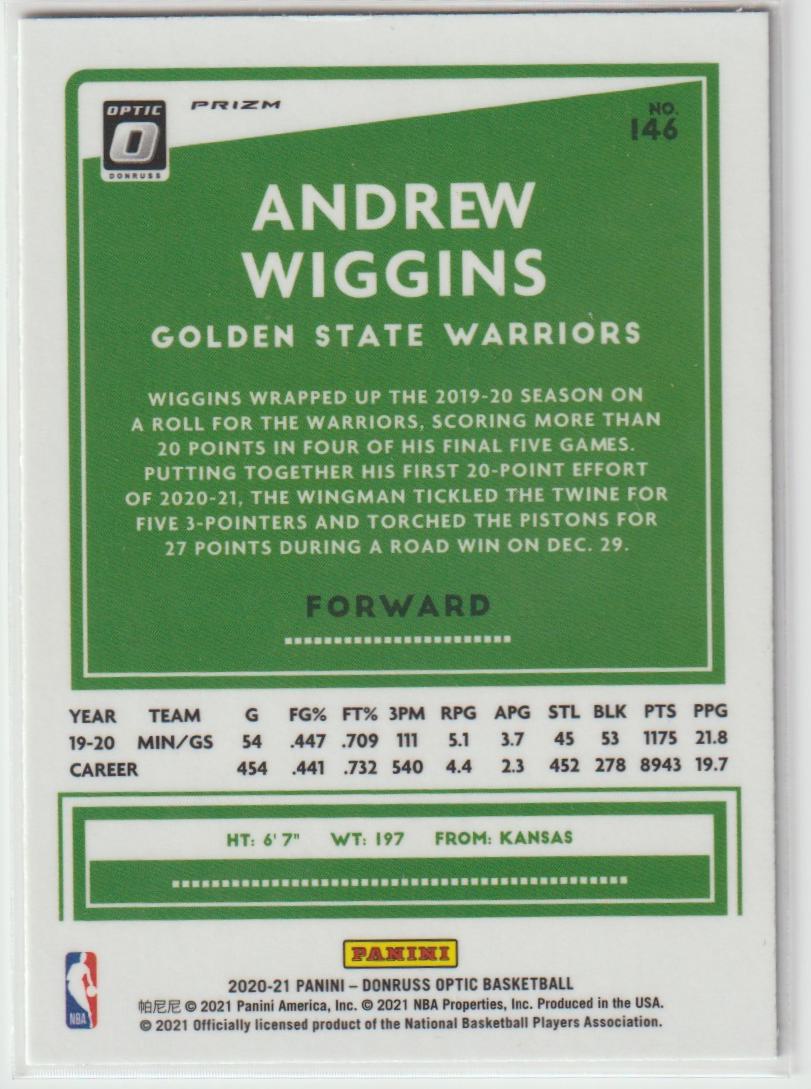 OPTIC
DONRUSS
PRIZM
NO.
146
ANDREW
WIGGINS
GOLDEN STATE WARRIORS
WIGGINS WRAPPED UP THE 2019-20 SEASON ON
A ROLL FOR THE WARRIORS, SCORING MORE THAN
20 POINTS IN FOUR OF HIS FINAL FIVE GAMES.
PUTTING TOGETHER HIS FIRST 20-POINT EFFORT
OF 2020-21, THE WINGMAN TICKLED THE TWINE FOR
FIVE 3-POINTERS AND TORCHED THE PISTONS FOR
27 POINTS DURING A ROAD WIN ON DEC. 29.
FORWARD
YEAR TEAM G FG% FT% 3PM RPG APG STL BLK PTS PPG
19-20 MIN/GS 54 .447 .709 111 5.1 3.7 45 53 1175 21.8
CAREER 454 .441 .732 540 4.4 2.3 452 278 8943 19.7
HT: 6' 7" WT: 197 FROM: KANSAS
PANINI
NBA
2020-21 PANINI – DONRUSS OPTIC BASKETBALL
帕尼尼 © 2021 Panini America, Inc. © 2021 NBA Properties, Inc. Produced in the USA.
© 2021 Officially licensed product of the National Basketball Players Association.